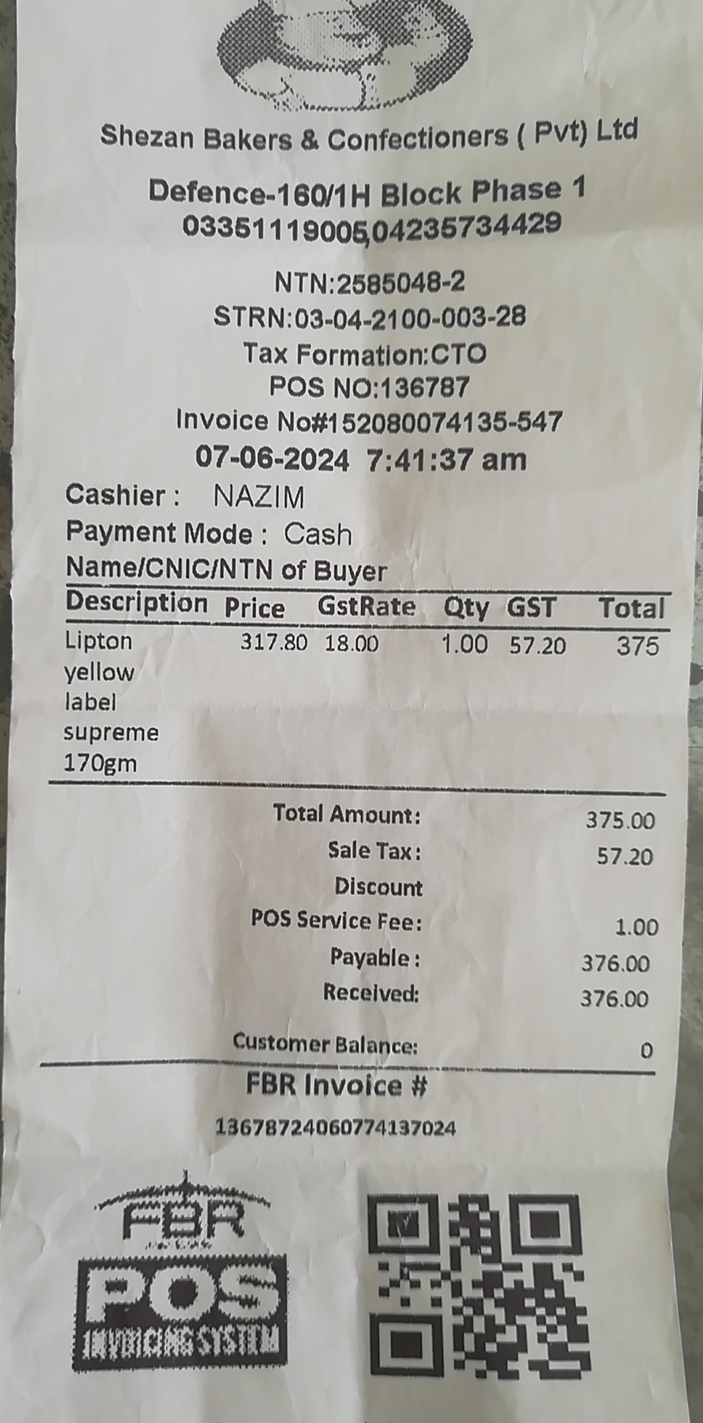 Shezan Bakers & Confectioners ( Pvt) Ltd
Defence-160/1H Block Phase 1
03351119005,04235734429
NTN:2585048-2
STRN:03-04-2100-003-28
Tax Formation:CTO
POS NO:136787
Invoice No#152080074135-547
07-06-2024 7:41:37 am
Cashier : NAZIM
Payment Mode : Cash
Name/CNIC/NTN of Buyer
Description Price GstRate Qty GST Total
Lipton 317.80 18.00 1.00 57.20 375
yellow
label
supreme
170gm
Total Amount: 375.00
Sale Tax: 57.20
Discount
POS Service Fee: 1.00
Payable: 376.00
Received: 376.00
Customer Balance: 0
FBR Invoice #
13678724060774137024
FBR
POS
INVOICING SYSTEM